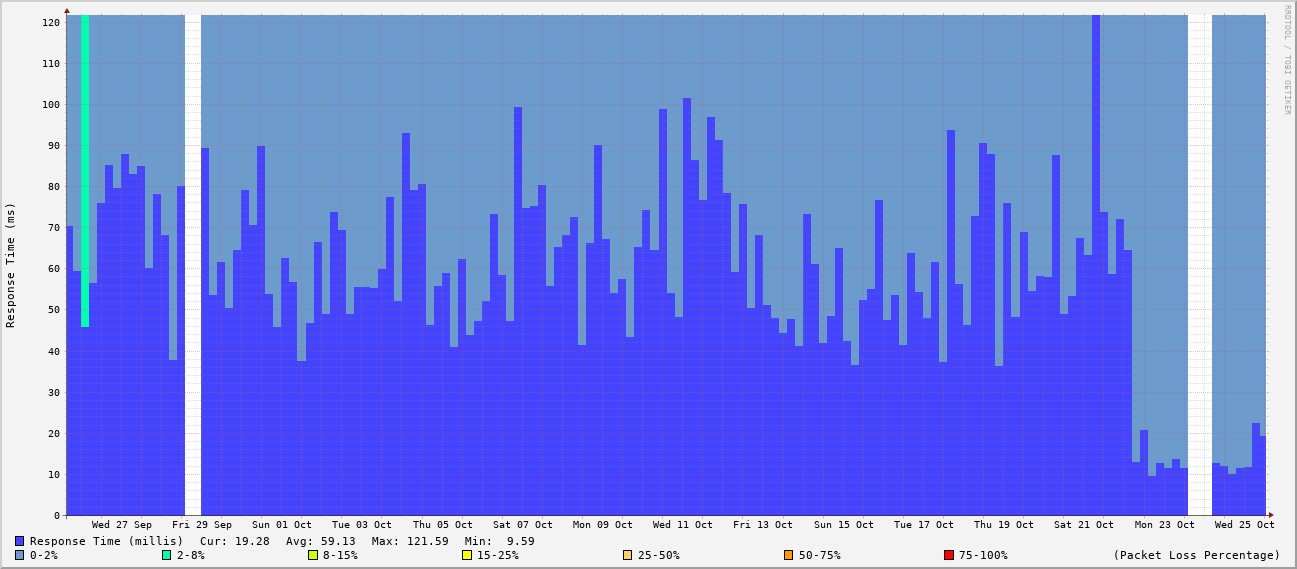 RRDTOOL / TOBI OETIKER
Response Time (ms)
120
110
100
90
80
70
60
50
40
30
20
10
0
Wed 27 Sep Fri 29 Sep Sun 01 Oct Tue 03 Oct Thu 05 Oct Sat 07 Oct Mon 09 Oct Wed 11 Oct Fri 13 Oct Sun 15 Oct Tue 17 Oct Thu 19 Oct Sat 21 Oct Mon 23 Oct Wed 25 Oct
Response Time (millis) Cur: 19.28 Avg: 59.13 Max: 121.59 Min: 9.59
0-2% 2-8% 8-15% 15-25% 25-50% 50-75% 75-100% (Packet Loss Percentage)